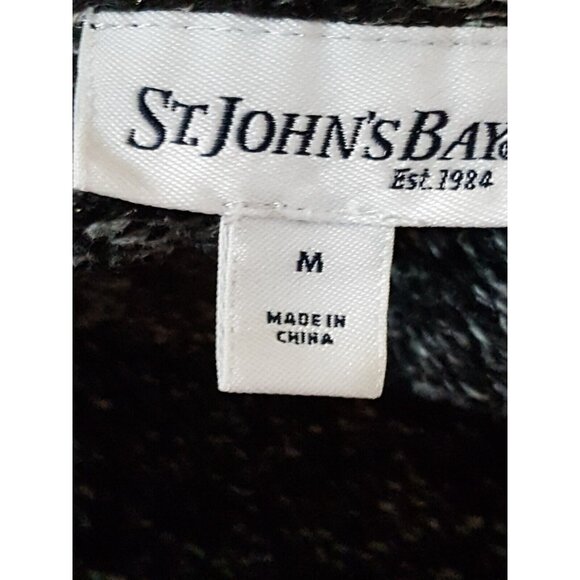 ST. JOHN'S BAY®
Est. 1984
M
MADE IN
CHINA